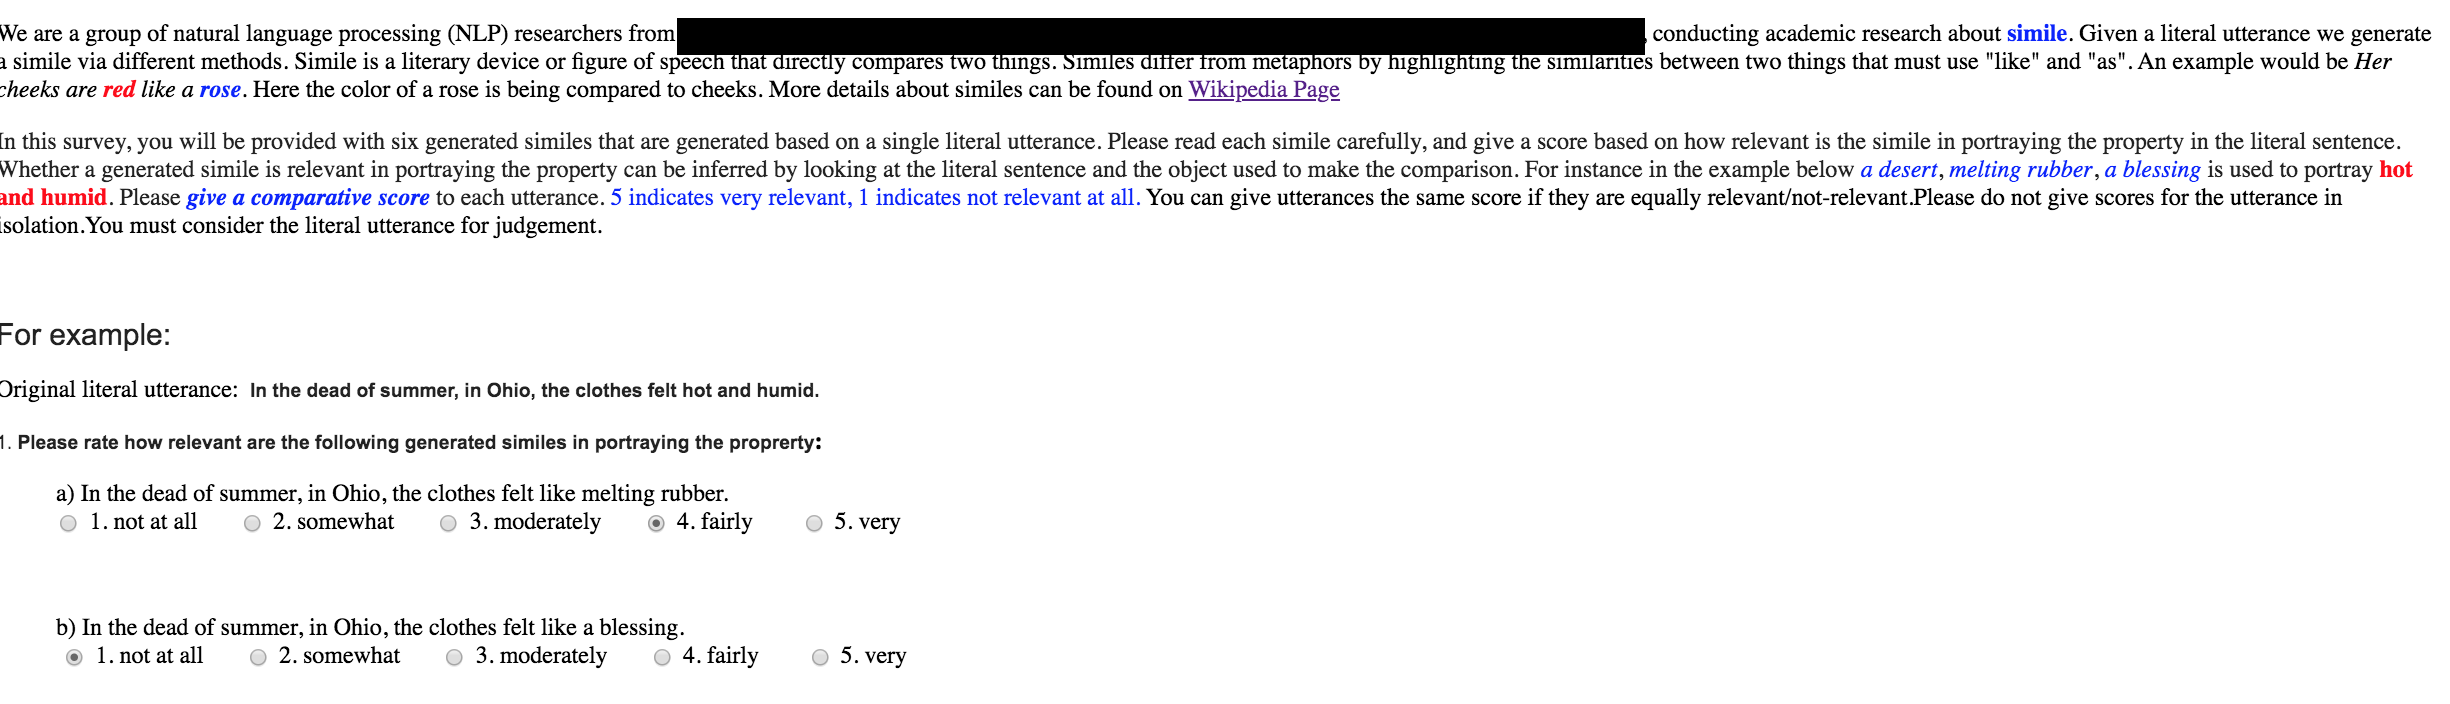 We are a group of natural language processing (NLP) researchers from , conducting academic research about simile. Given a literal utterance we generate
a simile via different methods. Simile is a literary device or figure of speech that directly compares two things. Similes differ from metaphors by highlighting the similarities between two things that must use "like" and "as". An example would be Her
cheeks are red like a rose. Here the color of a rose is being compared to cheeks. More details about similes can be found on Wikipedia Page
In this survey, you will be provided with six generated similes that are generated based on a single literal utterance. Please read each simile carefully, and give a score based on how relevant is the simile in portraying the property in the literal sentence.
Whether a generated simile is relevant in portraying the property can be inferred by looking at the literal sentence and the object used to make the comparison. For instance in the example below a desert, melting rubber, a blessing is used to portray hot
and humid. Please give a comparative score to each utterance. 5 indicates very relevant, 1 indicates not relevant at all. You can give utterances the same score if they are equally relevant/not-relevant.Please do not give scores for the utterance in
isolation.You must consider the literal utterance for judgement.
For example:
Original literal utterance: In the dead of summer, in Ohio, the clothes felt hot and humid.
1. Please rate how relevant are the following generated similes in portraying the proprerty:
a) In the dead of summer, in Ohio, the clothes felt like melting rubber.
1. not at all 2. somewhat 3. moderately 4. fairly 5. very
b) In the dead of summer, in Ohio, the clothes felt like a blessing.
1. not at all 2. somewhat 3. moderately 4. fairly 5. very